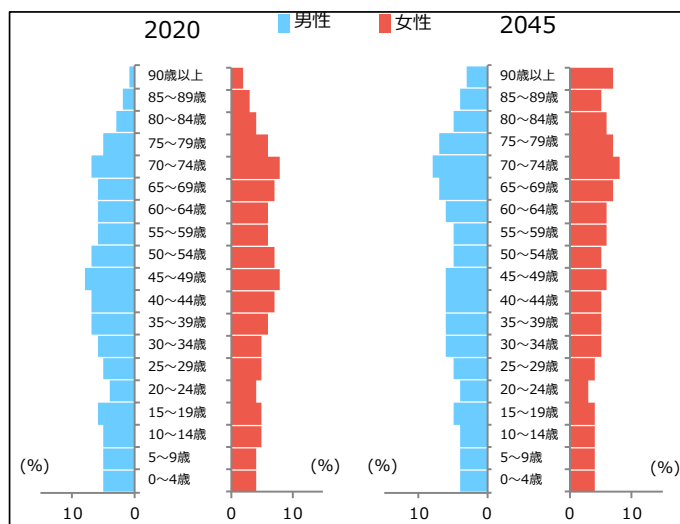 2020 男性 女性 2045
90歳以上 90歳以上
85～89歳 85～89歳
80～84歳 80～84歳
75～79歳 75～79歳
70～74歳 70～74歳
65～69歳 65～69歳
60～64歳 60～64歳
55～59歳 55～59歳
50～54歳 50～54歳
45～49歳 45～49歳
40～44歳 40～44歳
35～39歳 35～39歳
30～34歳 30～34歳
25～29歳 25～29歳
20～24歳 20～24歳
15～19歳 15～19歳
10～14歳 10～14歳
(%) 5～9歳 (%) (%) 5～9歳 (%)
0～4歳 0～4歳
10 0 0 10 10 0 0 10